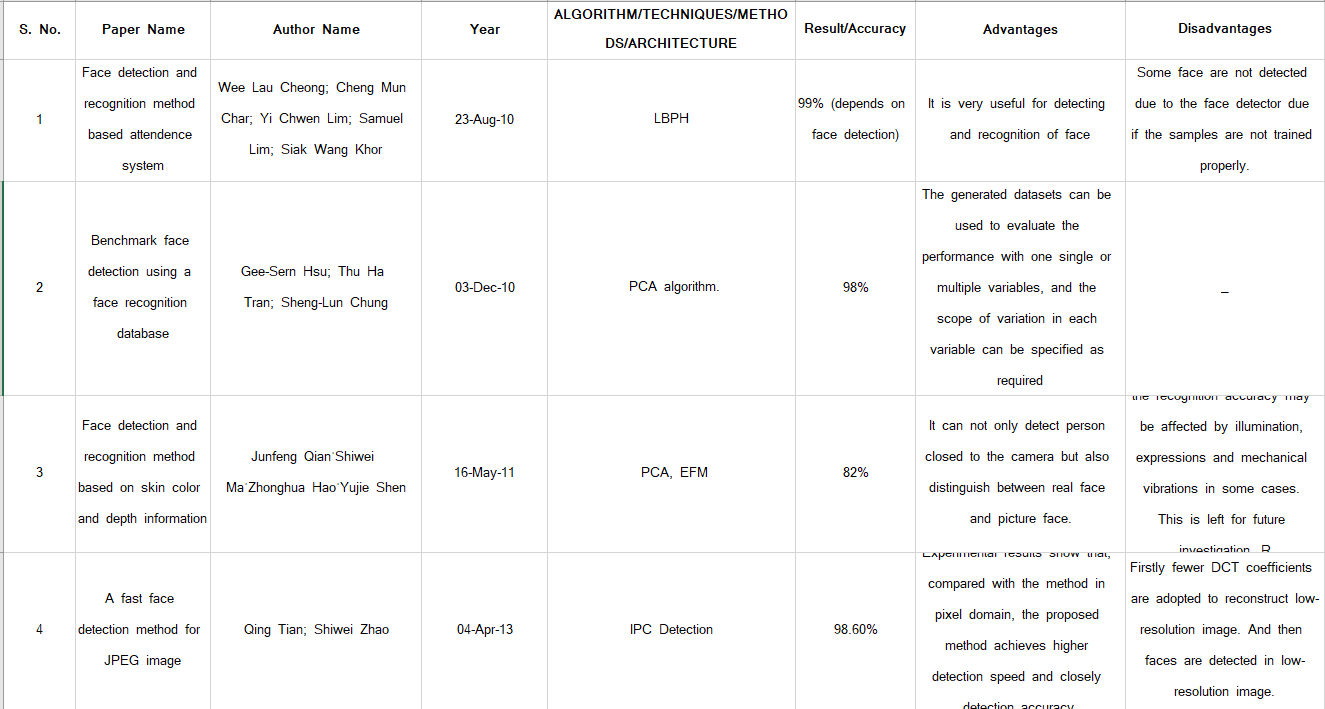 S. No.
Paper Name
Author Name
Year
ALGORITHM/TECHNIQUES/METHO
DS/ARCHITECTURE
Result/Accuracy
Advantages
Disadvantages
1
Face detection and
recognition method
based attendence
system
Wee Lau Cheong; Cheng Mun
Char; Yi Chwen Lim; Samuel
Lim; Siak Wang Khor
23-Aug-10
LBPH
99% (depends on
face detection)
It is very useful for detecting
and recognition of face
Some face are not detected
due to the face detector due
if the samples are not trained
properly.
2
Benchmark face
detection using a
face recognition
database
Gee-Sern Hsu; Thu Ha
Tran; Sheng-Lun Chung
03-Dec-10
PCA algorithm.
98%
The generated datasets can be
used to evaluate the
performance with one single or
multiple variables, and the
scope of variation in each
variable can be specified as
required
_
3
Face detection and
recognition method
based on skin color
and depth information
Junfeng Qian'Shiwei
Ma'Zhonghua Hao'Yujie Shen
16-May-11
PCA, EFM
82%
It can not only detect person
closed to the camera but also
distinguish between real face
and picture face.
the recognition accuracy may
be affected by illumination,
expressions and mechanical
vibrations in some cases.
This is left for future
investigation. R
4
A fast face
detection method for
JPEG image
Qing Tian; Shiwei Zhao
04-Apr-13
IPC Detection
98.60%
Experimental results show that,
compared with the method in
pixel domain, the proposed
method achieves higher
detection speed and closely
detection accuracy
Firstly fewer DCT coefficients
are adopted to reconstruct low-
resolution image. And then
faces are detected in low-
resolution image.